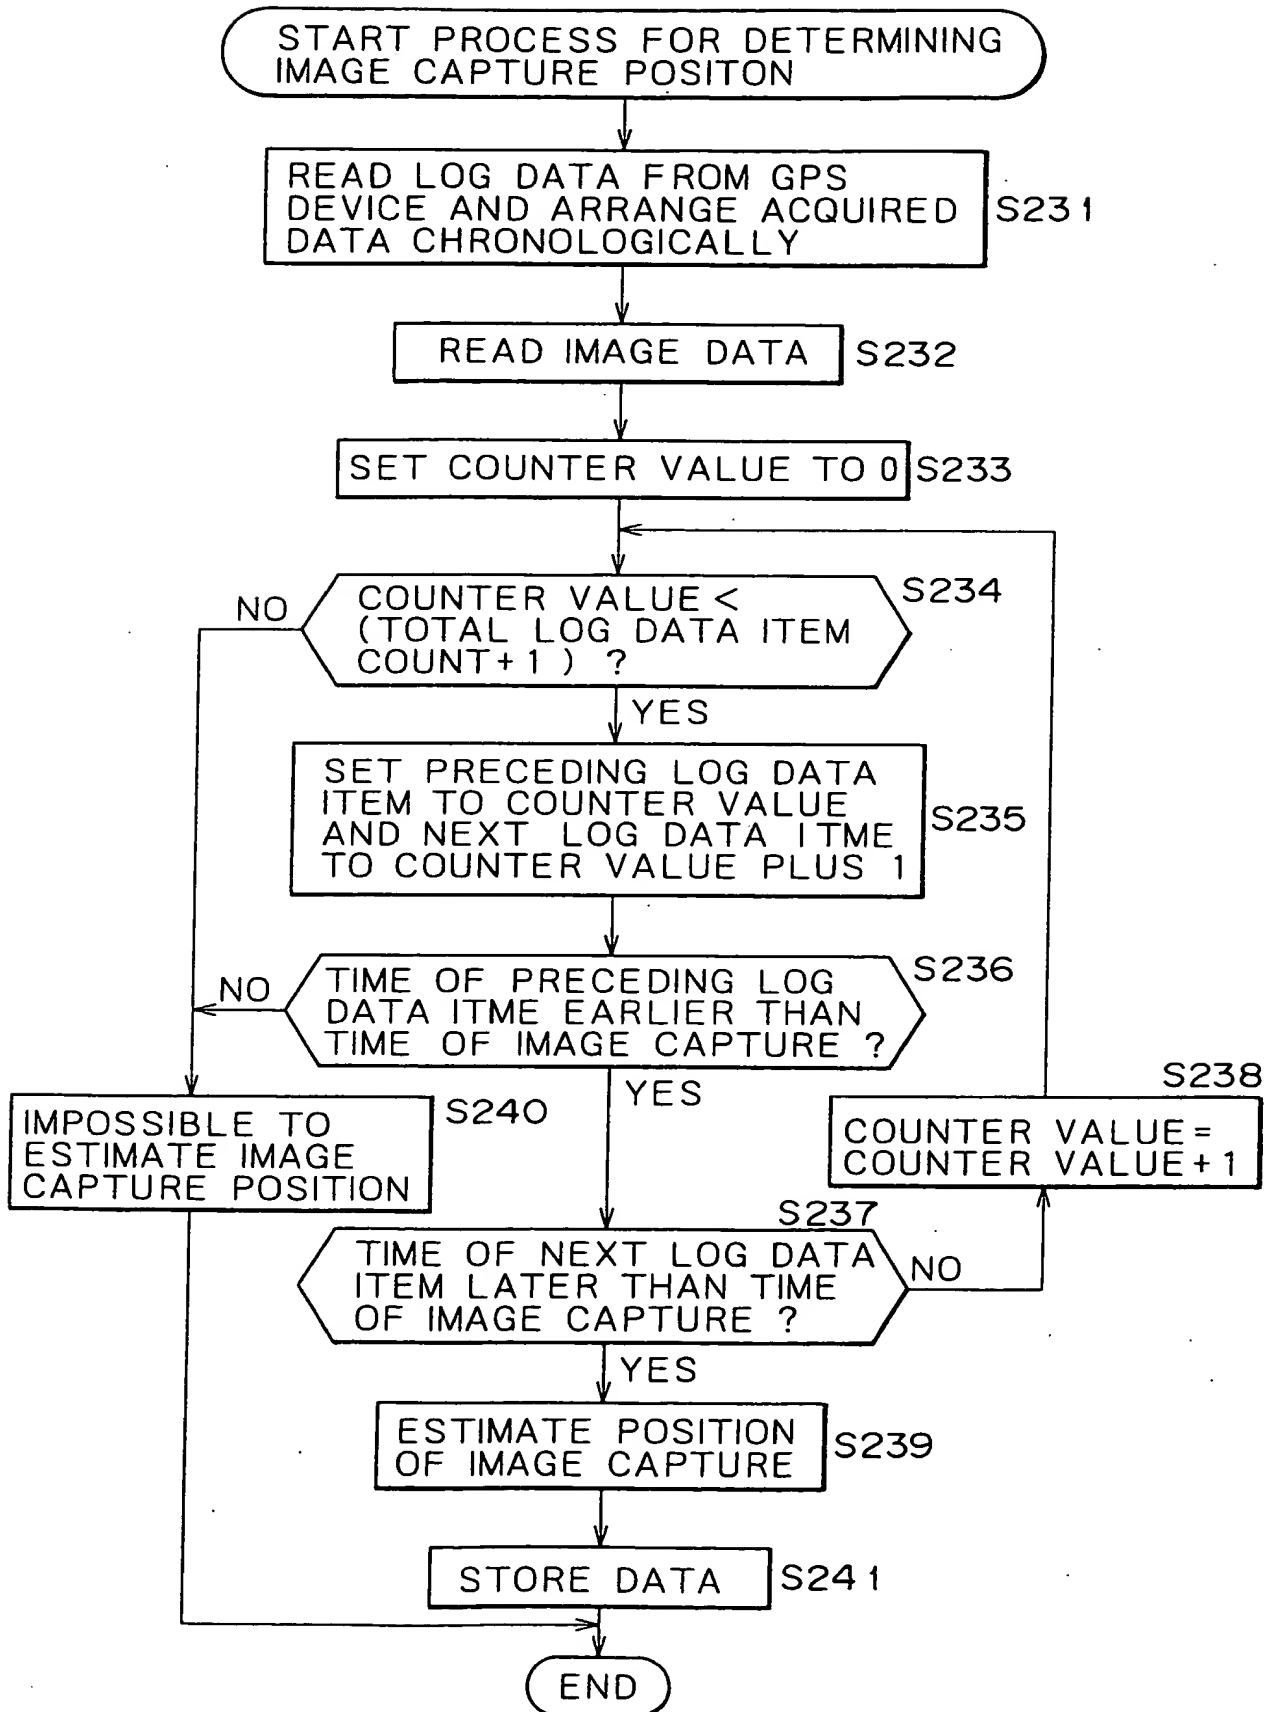 START PROCESS FOR DETERMINING
IMAGE CAPTURE POSITON
READ LOG DATA FROM GPS
DEVICE AND ARRANGE ACQUIRED
DATA CHRONOLOGICALLY
S231
READ IMAGE DATA
S232
SET COUNTER VALUE TO 0
S233
S234
NO
COUNTER VALUE <
(TOTAL LOG DATA ITEM
COUNT+1) ?
YES
SET PRECEDING LOG DATA
ITEM TO COUNTER VALUE
AND NEXT LOG DATA ITME
TO COUNTER VALUE PLUS 1
S235
S236
NO
TIME OF PRECEDING LOG
DATA ITME EARLIER THAN
TIME OF IMAGE CAPTURE ?
YES
S238
COUNTER VALUE=
COUNTER VALUE+1
S240
IMPOSSIBLE TO
ESTIMATE IMAGE
CAPTURE POSITION
S237
TIME OF NEXT LOG DATA
ITEM LATER THAN TIME
OF IMAGE CAPTURE ?
NO
YES
ESTIMATE POSITION
OF IMAGE CAPTURE
S239
STORE DATA
S241
END